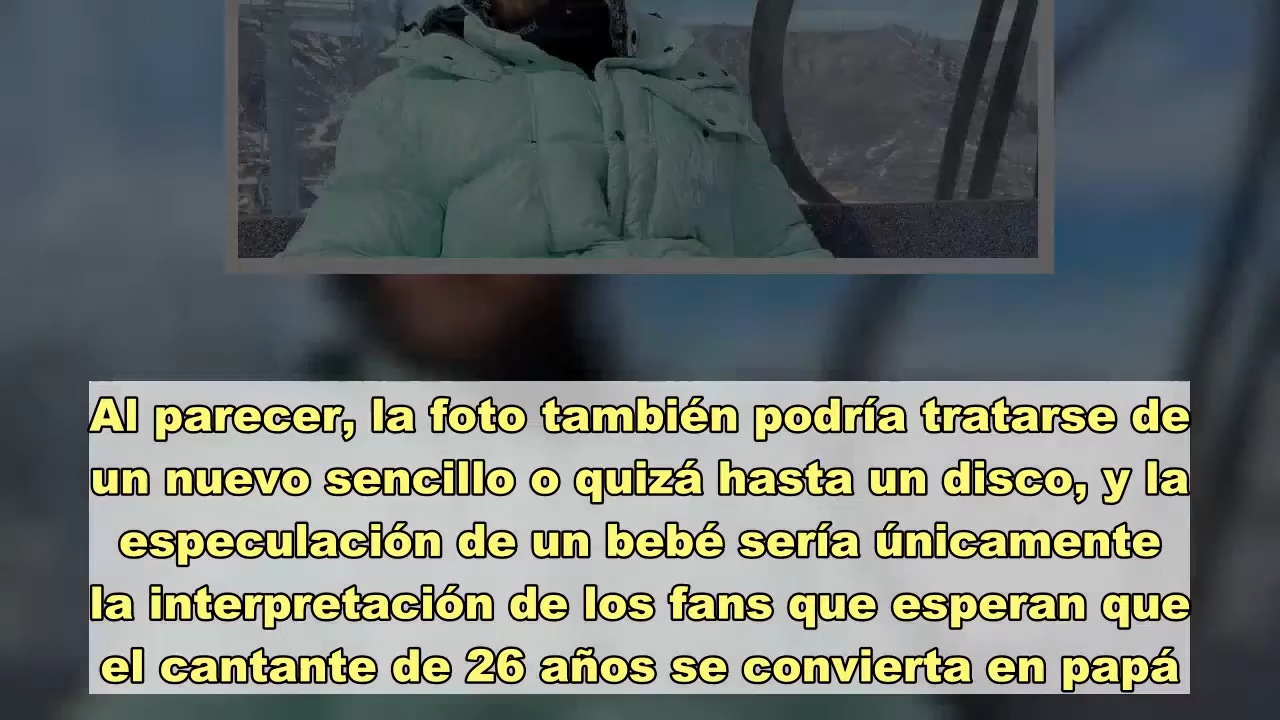 Al parecer, la foto también podría tratarse de
un nuevo sencillo o quizá hasta un disco, y la
especulación de un bebé sería únicamente
la interpretación de los fans que esperan que
el cantante de 26 años se convierta en papá